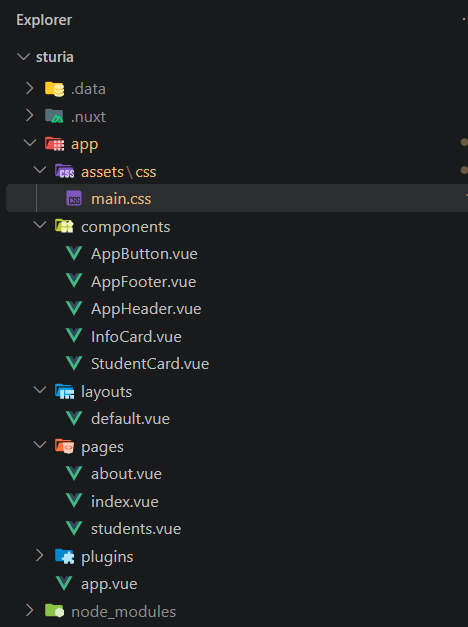 Explorer
sturia
.data
.nuxt
app
assets\css
main.css
components
AppButton.vue
AppFooter.vue
AppHeader.vue
InfoCard.vue
StudentCard.vue
layouts
default.vue
pages
about.vue
index.vue
students.vue
plugins
app.vue
node_modules